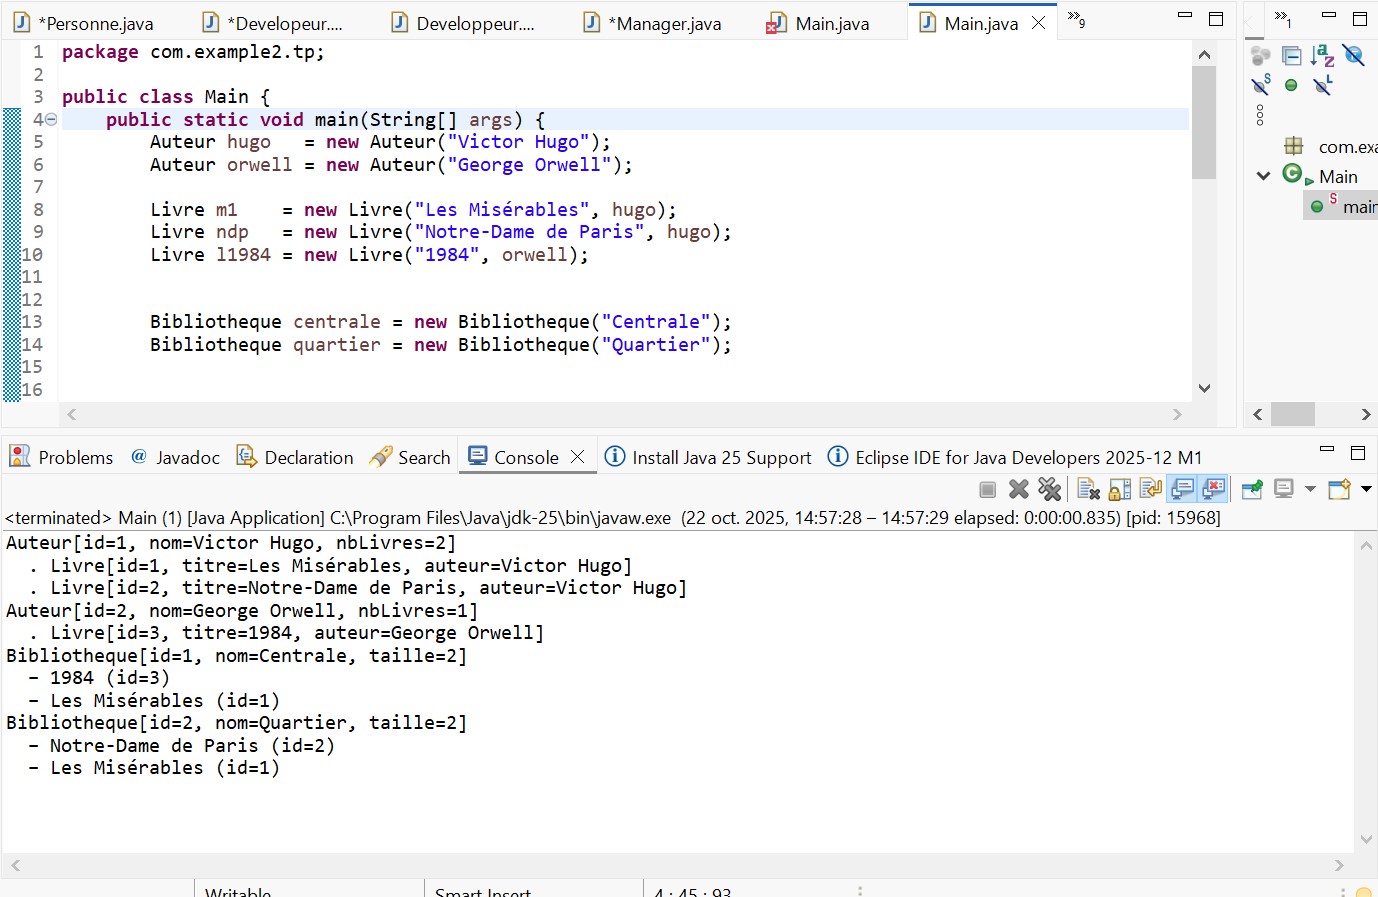 *Personne.java
*Developeur....
Developpeur....
*Manager.java
Main.java
Main.java
9
1
1 package com.example2.tp;
2
3 public class Main {
4 public static void main(String[] args) {
5 Auteur hugo   = new Auteur("Victor Hugo");
6 Auteur orwell = new Auteur("George Orwell");
7
8 Livre m1    = new Livre("Les Misérables", hugo);
9 Livre ndp   = new Livre("Notre-Dame de Paris", hugo);
10 Livre l1984 = new Livre("1984", orwell);
11
12
13 Bibliotheque centrale = new Bibliotheque("Centrale");
14 Bibliotheque quartier = new Bibliotheque("Quartier");
15
16
com.exa
Main
main
Problems
@ Javadoc
Declaration
Search
Console
Install Java 25 Support
Eclipse IDE for Java Developers 2025-12 M1
<terminated> Main (1) [Java Application] C:\Program Files\Java\jdk-25\bin\javaw.exe (22 oct. 2025, 14:57:28 – 14:57:29 elapsed: 0:00:00.835) [pid: 15968]
Auteur[id=1, nom=Victor Hugo, nbLivres=2]
. Livre[id=1, titre=Les Misérables, auteur=Victor Hugo]
. Livre[id=2, titre=Notre-Dame de Paris, auteur=Victor Hugo]
Auteur[id=2, nom=George Orwell, nbLivres=1]
. Livre[id=3, titre=1984, auteur=George Orwell]
Bibliotheque[id=1, nom=Centrale, taille=2]
- 1984 (id=3)
- Les Misérables (id=1)
Bibliotheque[id=2, nom=Quartier, taille=2]
- Notre-Dame de Paris (id=2)
- Les Misérables (id=1)
Writable
Smart Insert
4 : 45 : 93